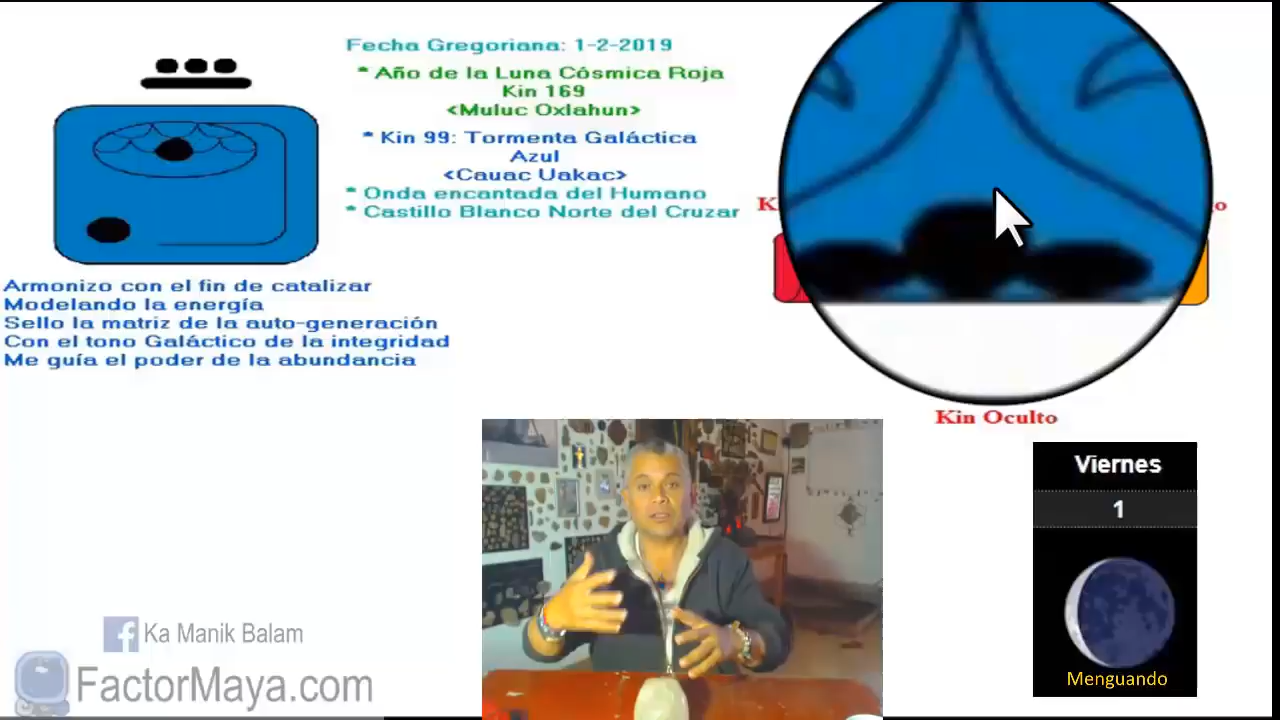 Fecha Gregoriana: 1-2-2019
* Año de la Luna Cósmica Roja
Kin 169
<Muluc Oxlahun>
* Kin 99: Tormenta Galáctica
Azul
<Cauac Uakac>
* Onda encantada del Humano
* Castillo Blanco Norte del Cruzar
Armonizo con el fin de catalizar
Modelando la energía
Sello la matriz de la auto-generación
Con el tono Galáctico de la integridad
Me guía el poder de la abundancia
Kin Oculto
Viernes
1
Menguando
Ka Manik Balam
FactorMaya.com